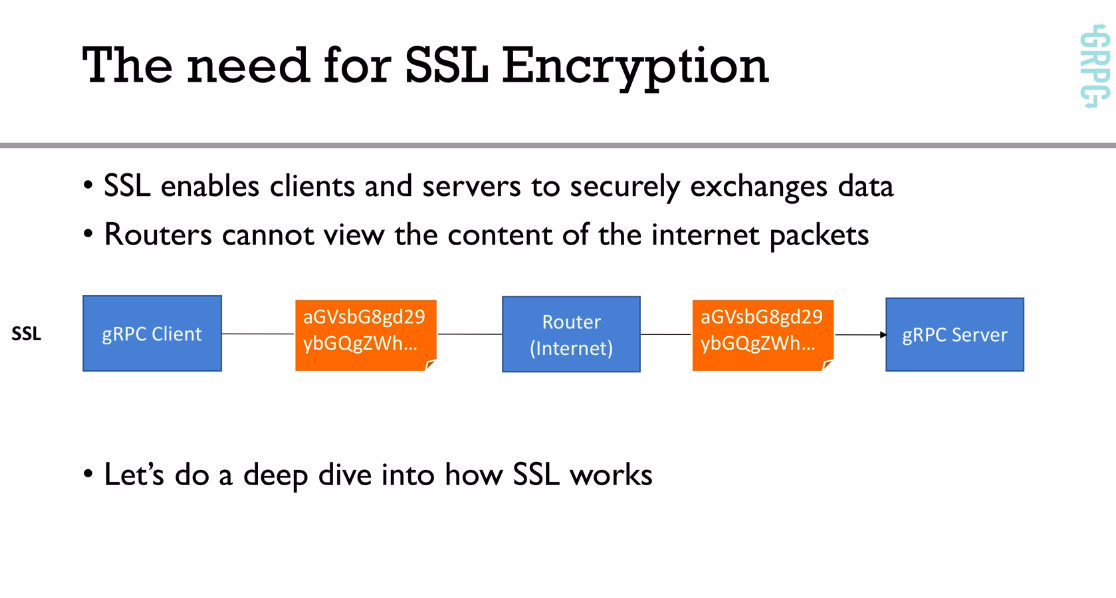 The need for SSL Encryption
GRPC
• SSL enables clients and servers to securely exchanges data
• Routers cannot view the content of the internet packets
SSL
gRPC Client
aGVsbG8gd29
ybGQgZWh...
Router
(Internet)
aGVsbG8gd29
ybGQgZWh...
gRPC Server
• Let's do a deep dive into how SSL works